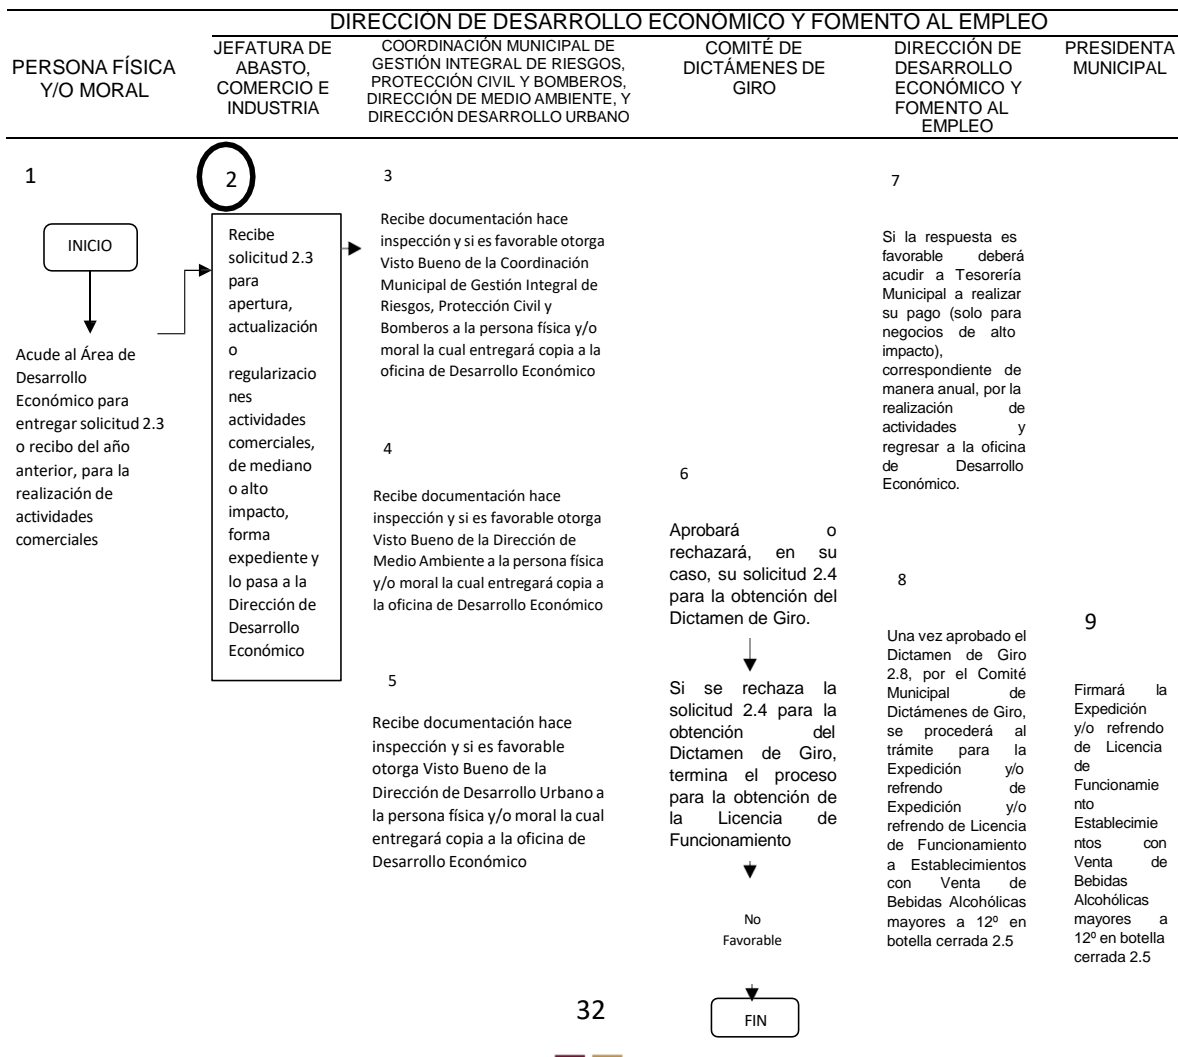 DIRECCIÓN DE DESARROLLO ECONÓMICO Y FOMENTO AL EMPLEO
PERSONA FÍSICA
Y/O MORAL
JEFATURA DE
ABASTO,
COMERCIO E
INDUSTRIA
COORDINACIÓN MUNICIPAL DE
GESTIÓN INTEGRAL DE RIESGOS,
PROTECCIÓN CIVIL Y BOMBEROS,
DIRECCIÓN DE MEDIO AMBIENTE, Y
DIRECCIÓN DESARROLLO URBANO
COMITÉ DE
DICTÁMENES DE
GIRO
DIRECCIÓN DE
DESARROLLO
ECONÓMICO Y
FOMENTO AL
EMPLEO
PRESIDENTA
MUNICIPAL
1
INICIO
Acude al Área de
Desarrollo
Económico para
entregar solicitud 2.3
o recibo del año
anterior, para la
realización de
actividades
comerciales
2
Recibe
solicitud 2.3
para
apertura,
actualización
o
regularizacio
nes
actividades
comerciales,
de mediano
o alto
impacto,
forma
expediente y
lo pasa a la
Dirección de
Desarrollo
Económico
3
Recibe documentación hace
inspección y si es favorable otorga
Visto Bueno de la Coordinación
Municipal de Gestión Integral de
Riesgos, Protección Civil y
Bomberos a la persona física y/o
moral la cual entregará copia a la
oficina de Desarrollo Económico
4
Recibe documentación hace
inspección y si es favorable otorga
Visto Bueno de la Dirección de
Medio Ambiente a la persona física
y/o moral la cual entregará copia a
la oficina de Desarrollo Económico
5
Recibe documentación hace
inspección y si es favorable
otorga Visto Bueno de la
Dirección de Desarrollo Urbano a
la persona física y/o moral la cual
entregará copia a la oficina de
Desarrollo Económico
6
Aprobará o
rechazará, en su
caso, su solicitud 2.4
para la obtención del
Dictamen de Giro.
Si se rechaza la
solicitud 2.4 para la
obtención del
Dictamen de Giro,
termina el proceso
para la obtención de
la Licencia de
Funcionamiento
No
Favorable
FIN
7
Si la respuesta es
favorable deberá
acudir a Tesorería
Municipal a realizar
su pago (solo para
negocios de alto
impacto),
correspondiente de
manera anual, por la
realización de
actividades y
regresar a la oficina
de Desarrollo
Económico.
8
Una vez aprobado el
Dictamen de Giro
2.8, por el Comité
Municipal de
Dictámenes de Giro,
se procederá al
trámite para la
Expedición y/o
refrendo de
Expedición y/o
refrendo de Licencia
de Funcionamiento
a Establecimientos
con Venta de
Bebidas Alcohólicas
mayores a 12º en
botella cerrada 2.5
9
Firmará la
Expedición
y/o refrendo
de Licencia
de
Funcionamie
nto
Establecimie
ntos con
Venta de
Bebidas
Alcohólicas
mayores a
12º en botella
cerrada 2.5
32